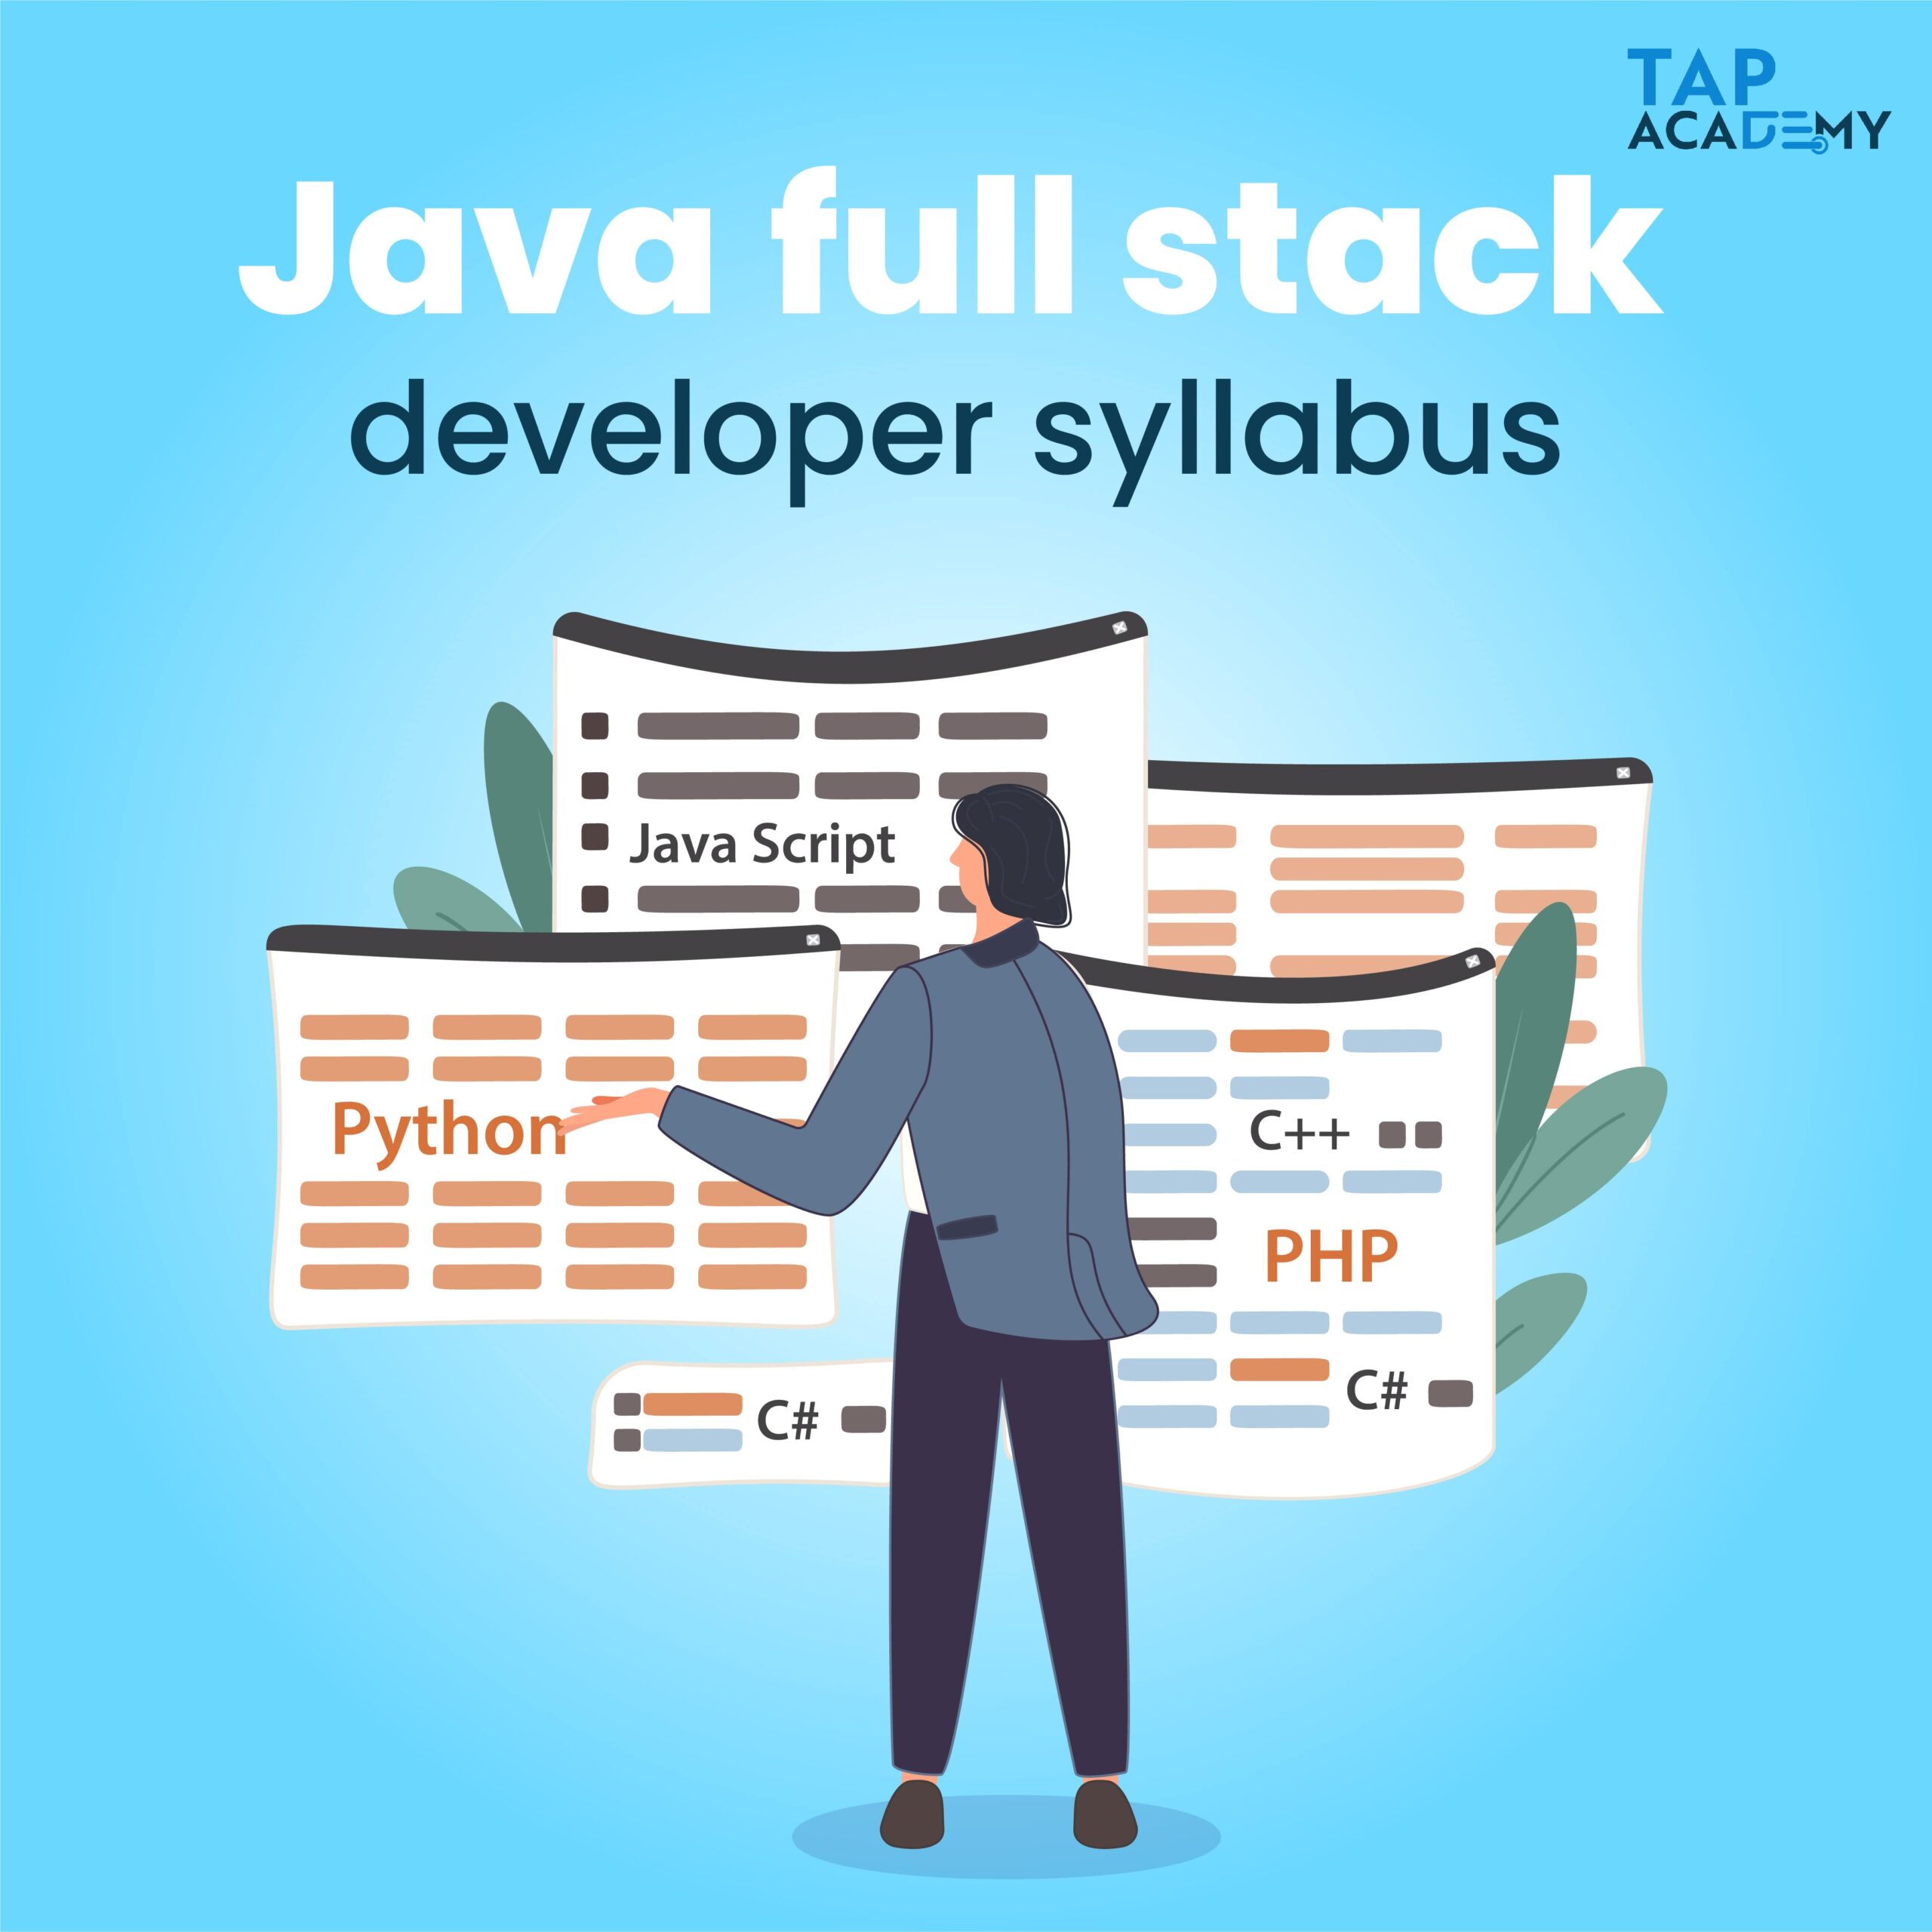 TAP
ACADEMY
Java full stack
developer syllabus
Java Script
Python
C++
PHP
C#
C#